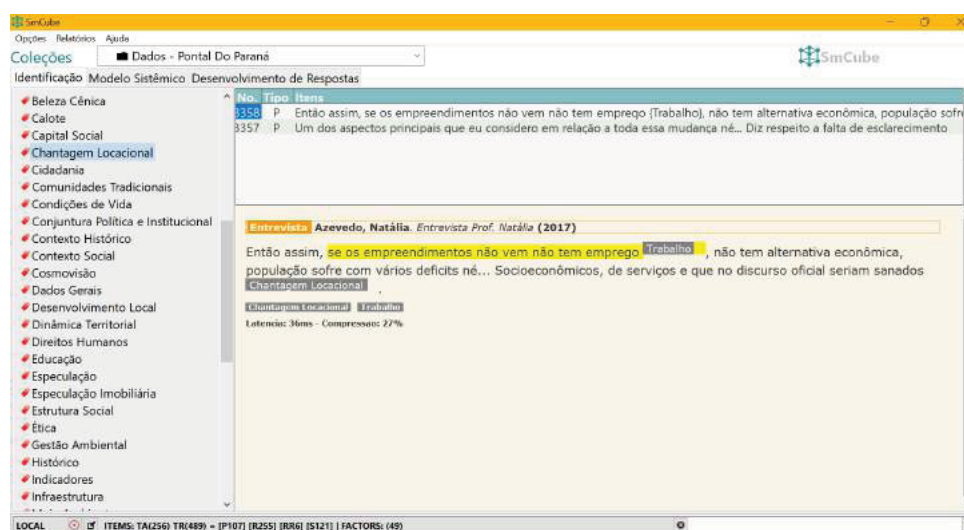 SmCube
Opções Relatórios Ajuda
Coleções Dados - Pontal Do Paraná
SmCube
Identificação Modelo Sistêmico Desenvolvimento de Respostas
Beleza Cênica
Calote
Capital Social
Chantagem Locacional
Cidadania
Comunidades Tradicionais
Condições de Vida
Conjuntura Política e Institucional
Contexto Histórico
Contexto Social
Cosmovisão
Dados Gerais
Desenvolvimento Local
Dinâmica Territorial
Direitos Humanos
Educação
Especulação
Especulação Imobiliária
Estrutura Social
Ética
Gestão Ambiental
Histórico
Indicadores
Infraestrutura
No. Tipo Itens
3358 P Então assim, se os empreendimentos não vem não tem emprego (Trabalho), não tem alternativa econômica, população sofre
3357 P Um dos aspectos principais que eu considero em relação a toda essa mudança né... Diz respeito a falta de esclarecimento
Entrevista Azevedo, Natália. Entrevista Prof. Natália (2017)
Então assim, se os empreendimentos não vem não tem emprego Trabalho , não tem alternativa econômica,
população sofre com vários deficits né... Socioeconômicos, de serviços e que no discurso oficial seriam sanados
Chantagem Locacional .
Chantagem Locacional Trabalho
Latencia: 36ms - Compressao: 27%
LOCAL ITEMS: TA(256) TR(489) = [P107] [R255] [RR6] [S121] | FACTORS: (49)